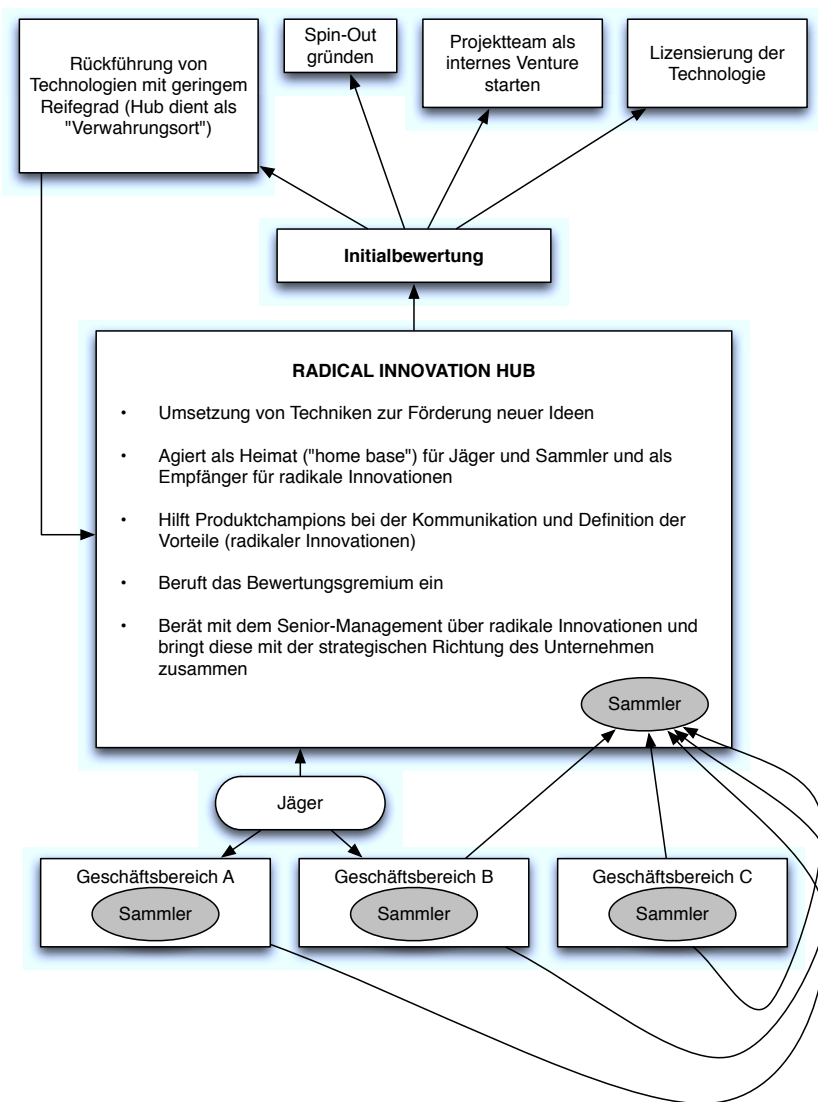 Rückführung von
Technologien mit geringem
Reifegrad (Hub dient als
"Verwahrungsort")
Spin-Out
gründen
Projektteam als
internes Venture
starten
Lizensierung der
Technologie
Initialbewertung
RADICAL INNOVATION HUB
• Umsetzung von Techniken zur Förderung neuer Ideen
• Agiert als Heimat ("home base") für Jäger und Sammler und als
Empfänger für radikale Innovationen
• Hilft Produktchampions bei der Kommunikation und Definition der
Vorteile (radikaler Innovationen)
• Beruft das Bewertungsgremium ein
• Berät mit dem Senior-Management über radikale Innovationen und
bringt diese mit der strategischen Richtung des Unternehmen
zusammen
Sammler
Jäger
Geschäftsbereich A
Sammler
Geschäftsbereich B
Sammler
Geschäftsbereich C
Sammler